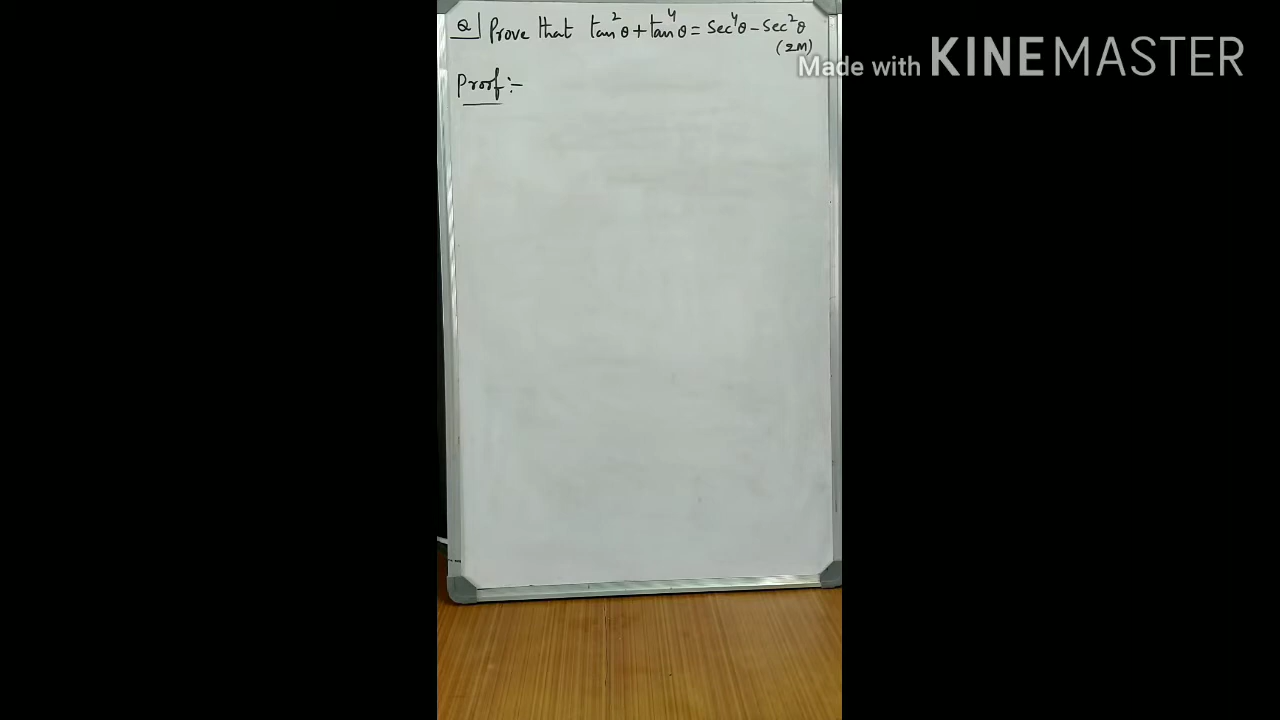 Q| Prove that tan²θ + tan⁴θ = Sec⁴θ - Sec²θ
(2M)
Made with KINEMASTER
Proof :-